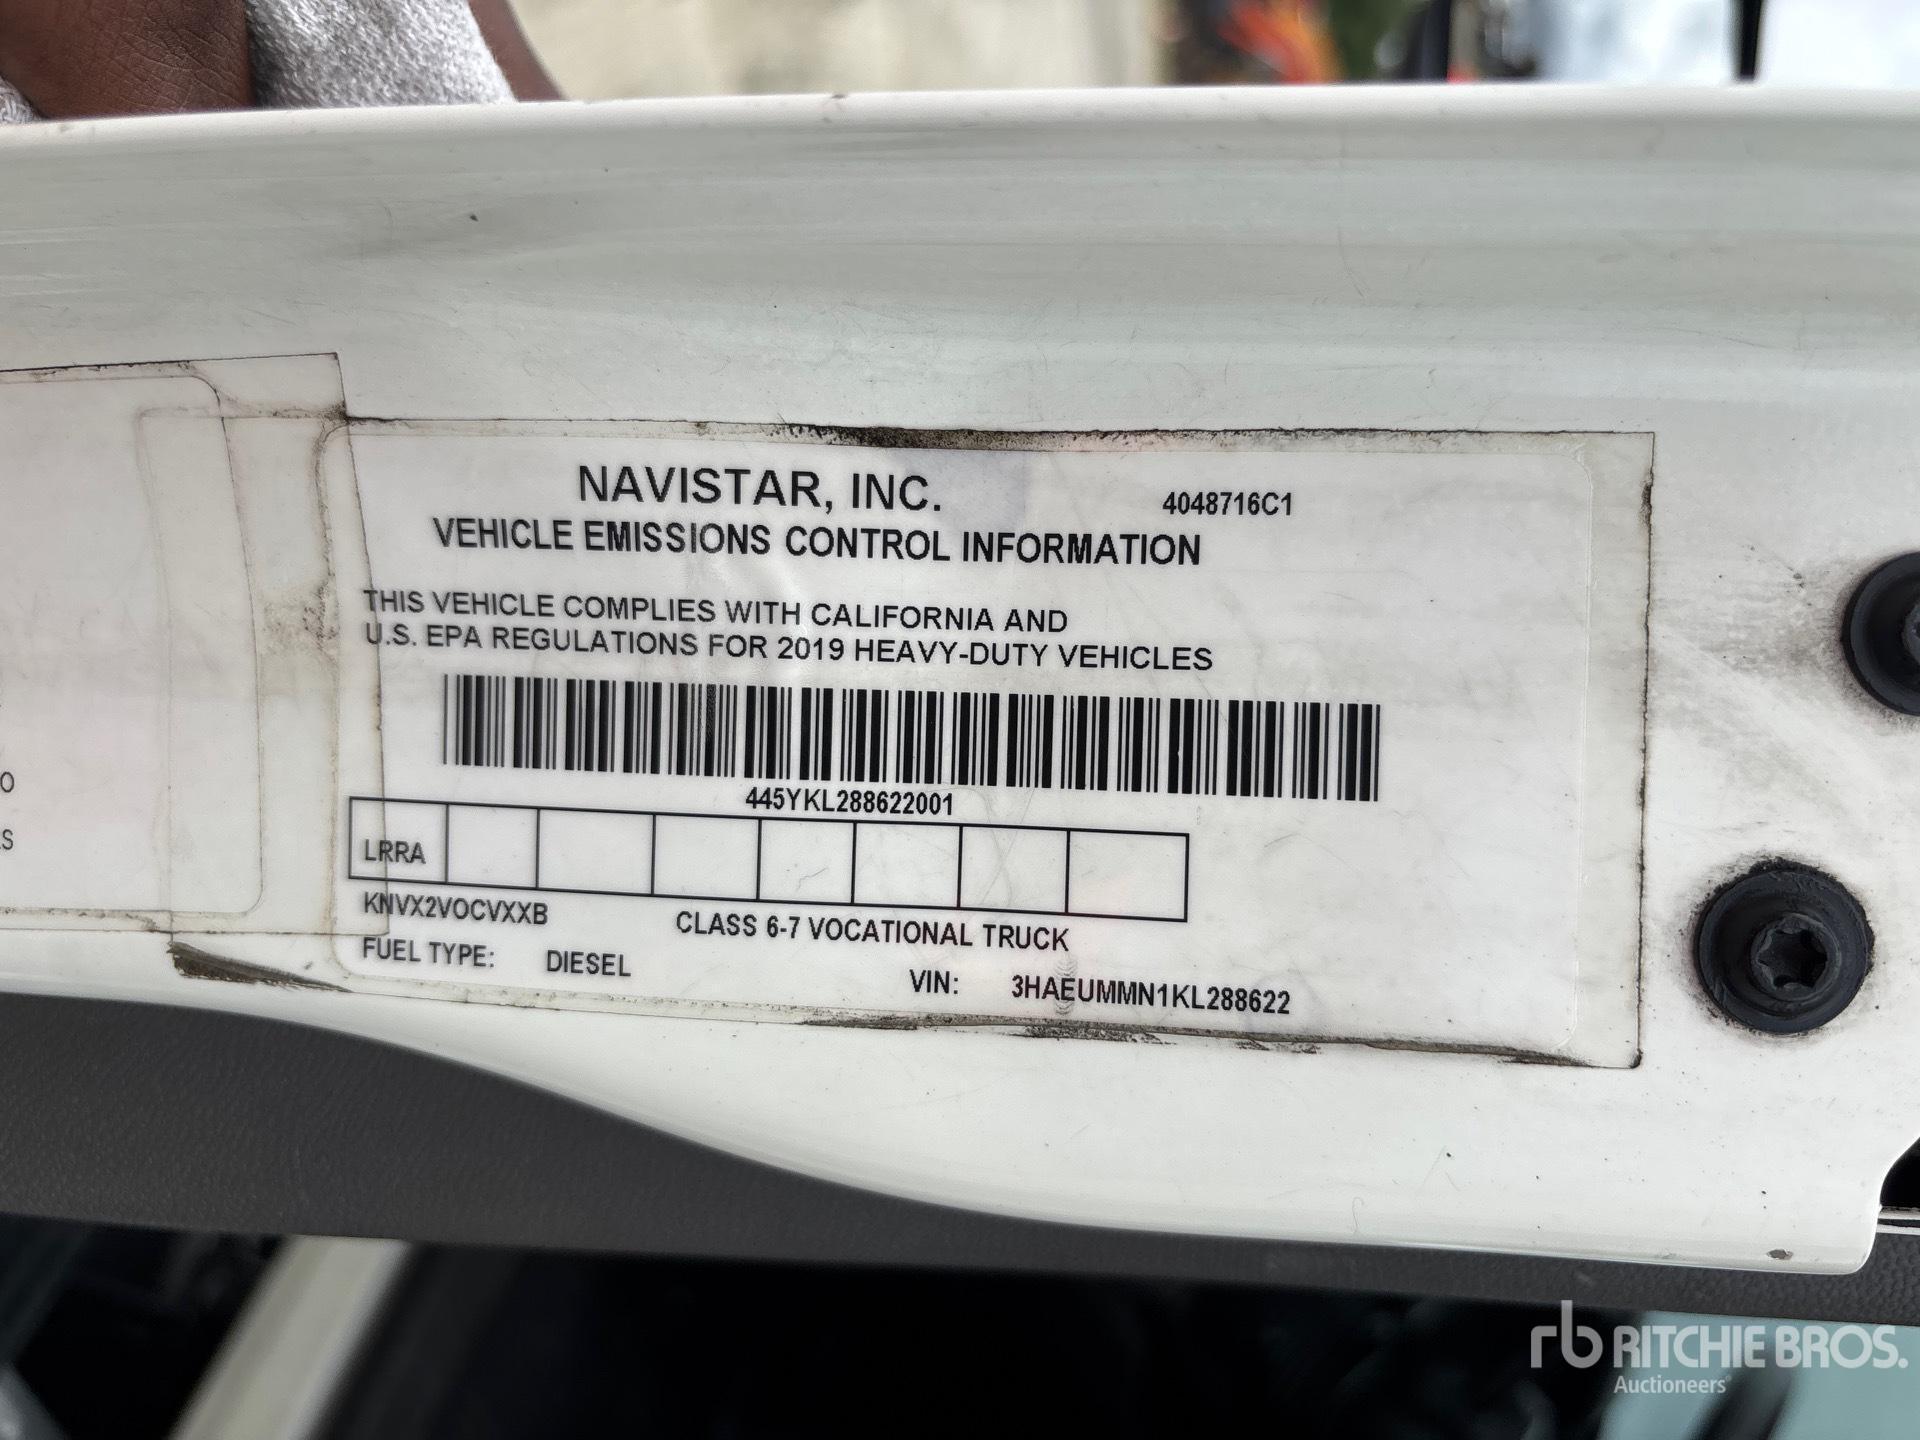 NAVISTAR, INC.
4048716C1
VEHICLE EMISSIONS CONTROL INFORMATION
THIS VEHICLE COMPLIES WITH CALIFORNIA AND
U.S. EPA REGULATIONS FOR 2019 HEAVY-DUTY VEHICLES
445YKL288622001
LRRA
KNVX2VOCVXXB
CLASS 6-7 VOCATIONAL TRUCK
FUEL TYPE: DIESEL
VIN: 3HAEUMMN1KL288622
rb RITCHIE BROS.
Auctioneers